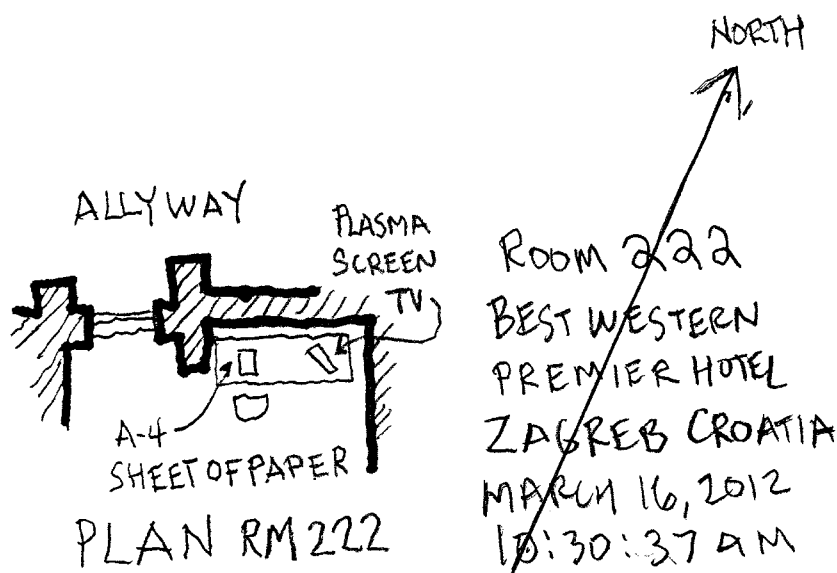 NORTH
ALLYWAY
PLASMA
SCREEN
TV
A-4
SHEET OF PAPER
PLAN RM 222
ROOM 222
BEST WESTERN
PREMIER HOTEL
ZAGREB CROATIA
MARCH 16, 2012
10:30:37 AM